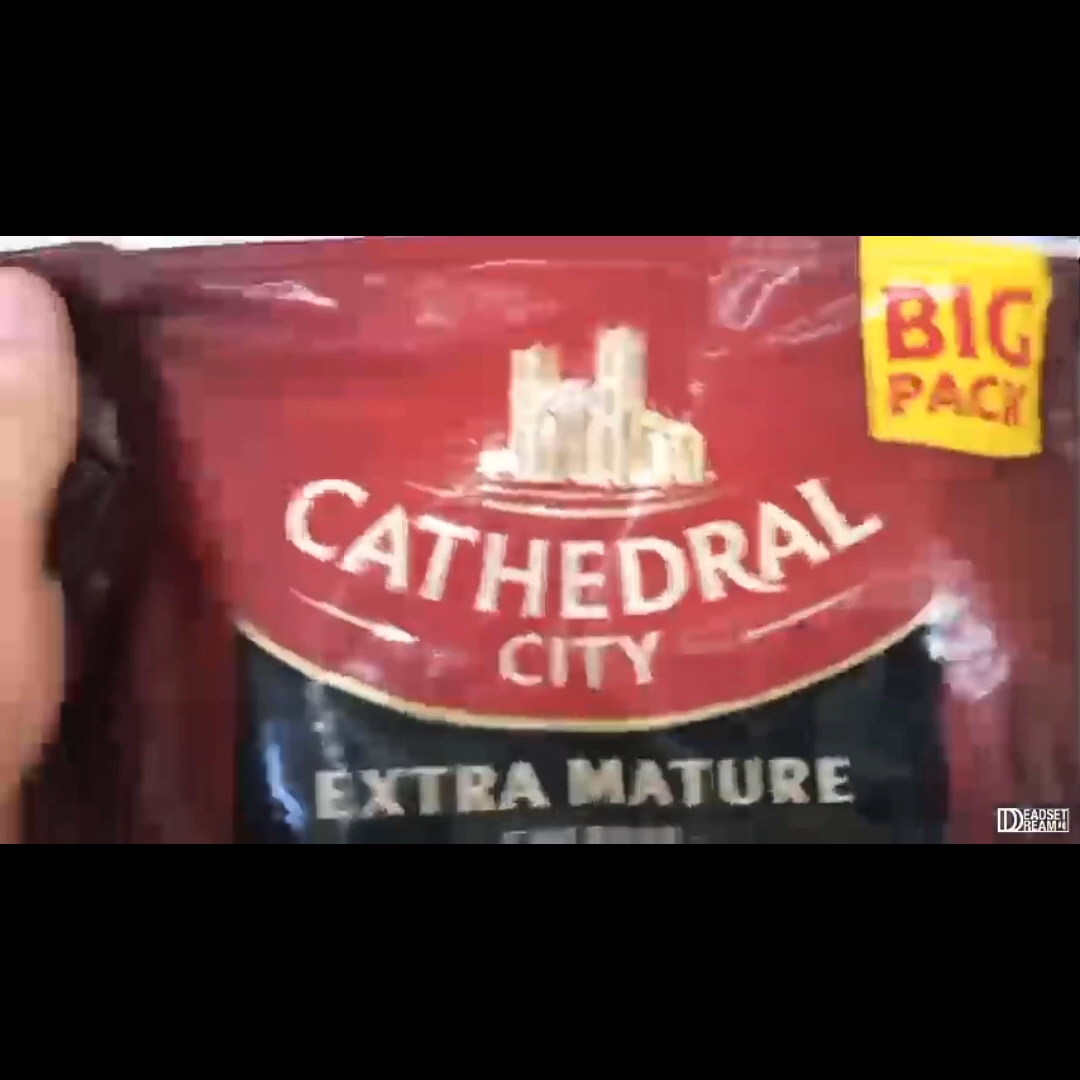 BIG
PACK
CATHEDRAL
CITY
EXTRA MATURE
DEADSET
DREAM